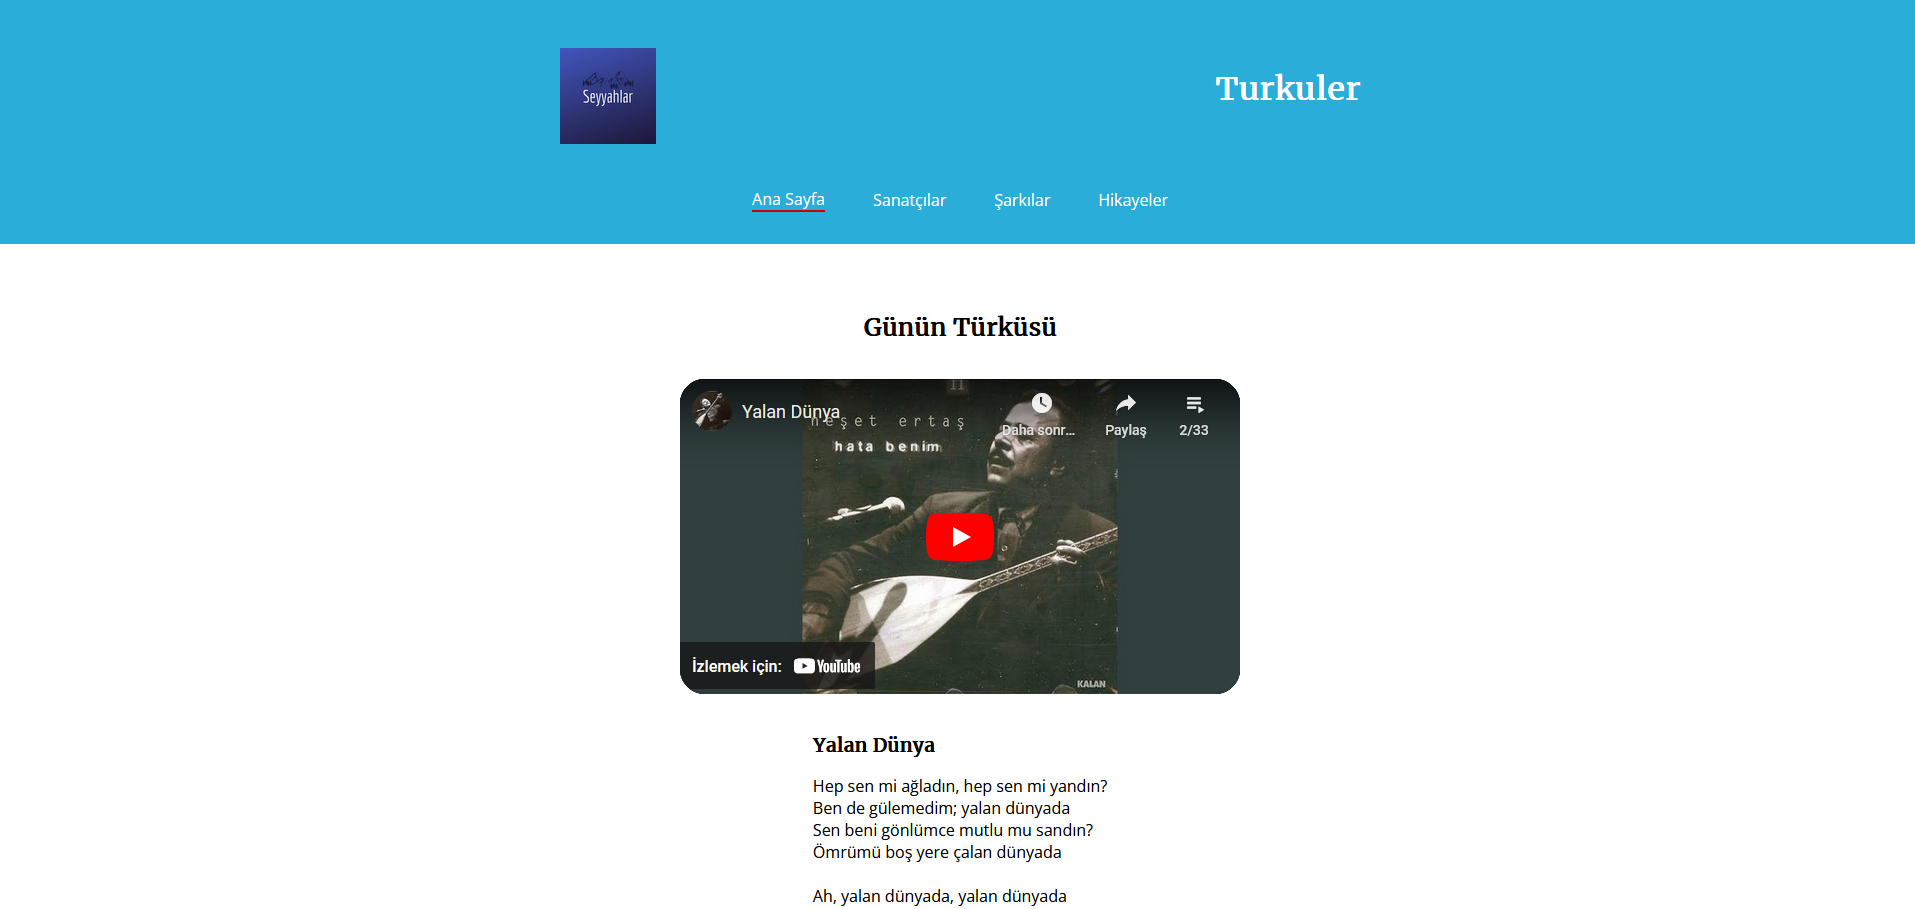 Seyyahlar
Turkuler
Ana Sayfa
Sanatçılar
Şarkılar
Hikayeler
Günün Türküsü
Yalan Dünya
Daha sonr...
Paylaş
2/33
neşet ertaş
hata benim
İzlemek için: YouTube
KALAN
Yalan Dünya
Hep sen mi ağladın, hep sen mi yandın?
Ben de gülemedim; yalan dünyada
Sen beni gönlümce mutlu mu sandın?
Ömrümü boş yere çalan dünyada
Ah, yalan dünyada, yalan dünyada